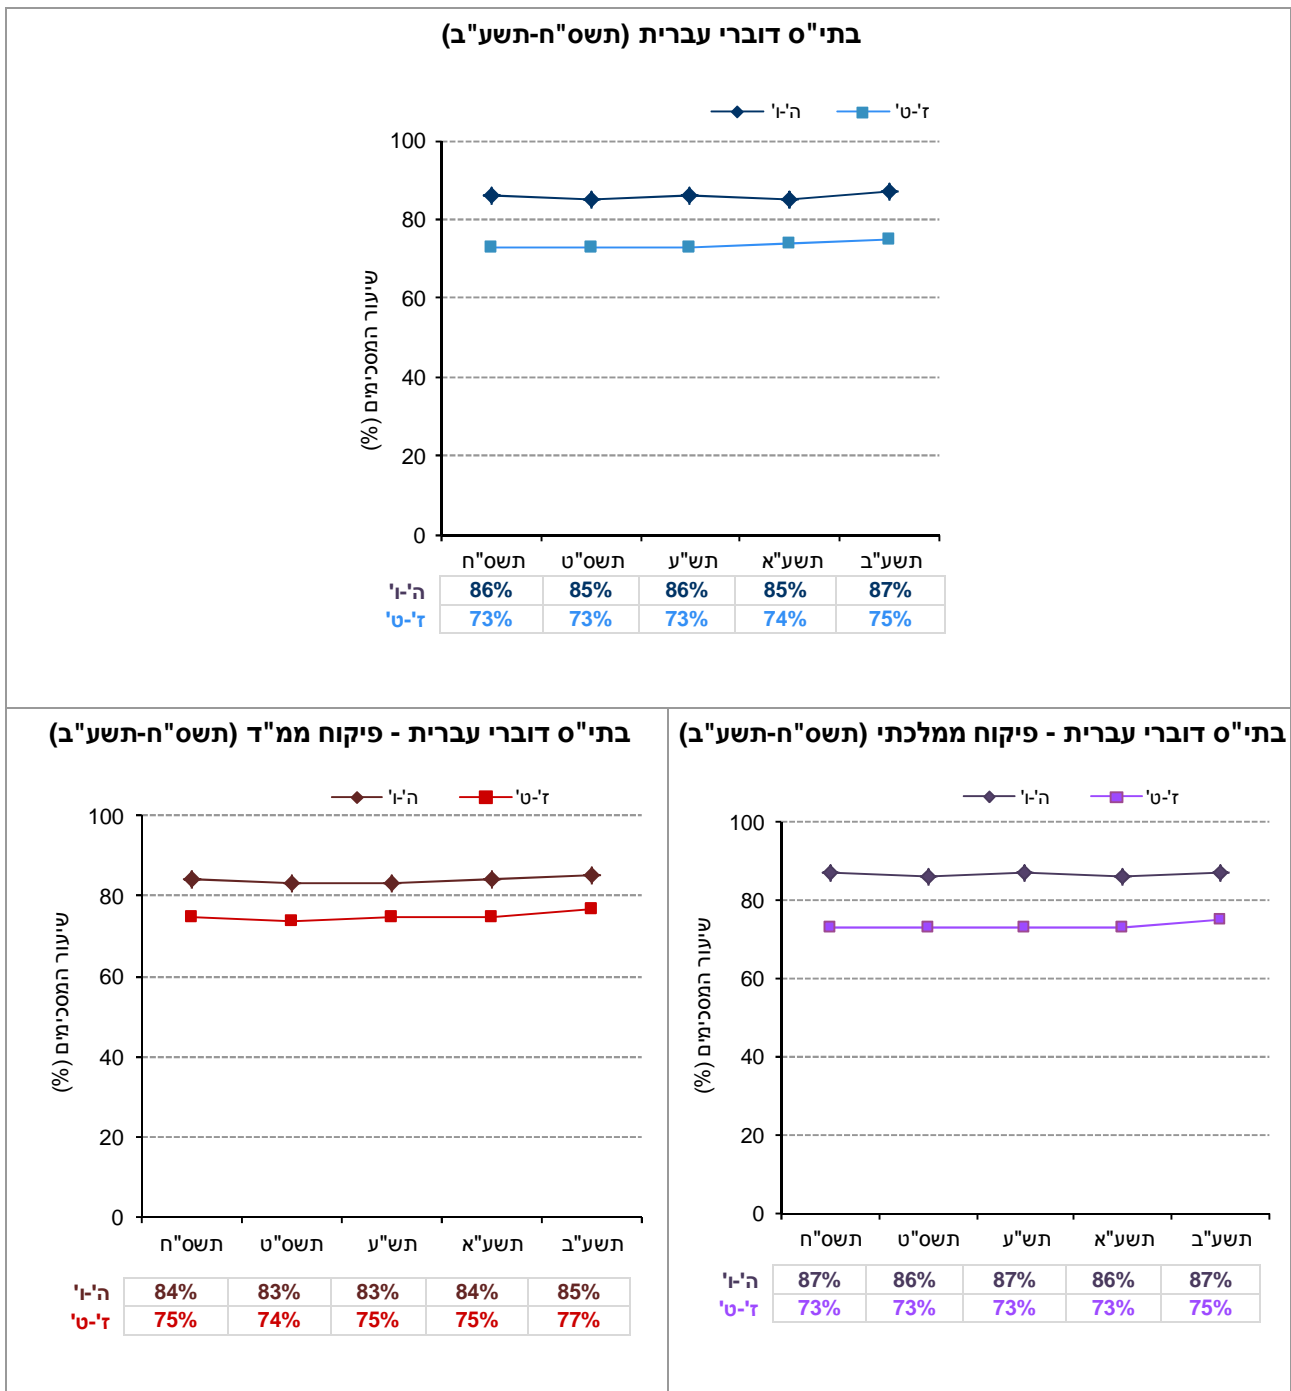 בתי"ס דוברי עברית (תשס"ח-תשע"ב)
ה'-ו' ז'-ט'
שיעור המסכימים (%)
100
80
60
40
20
0
תשס"ח תשס"ט תש"ע תשע"א תשע"ב
ה'-ו' 86% 85% 86% 85% 87%
ז'-ט' 73% 73% 73% 74% 75%
בתי"ס דוברי עברית - פיקוח ממלכתי (תשס"ח-תשע"ב)
ה'-ו' ז'-ט'
שיעור המסכימים (%)
100
80
60
40
20
0
תשס"ח תשס"ט תש"ע תשע"א תשע"ב
ה'-ו' 87% 86% 87% 86% 87%
ז'-ט' 73% 73% 73% 73% 75%
בתי"ס דוברי עברית - פיקוח ממ"ד (תשס"ח-תשע"ב)
ה'-ו' ז'-ט'
שיעור המסכימים (%)
100
80
60
40
20
0
תשס"ח תשס"ט תש"ע תשע"א תשע"ב
ה'-ו' 84% 83% 83% 84% 85%
ז'-ט' 75% 74% 75% 75% 77%